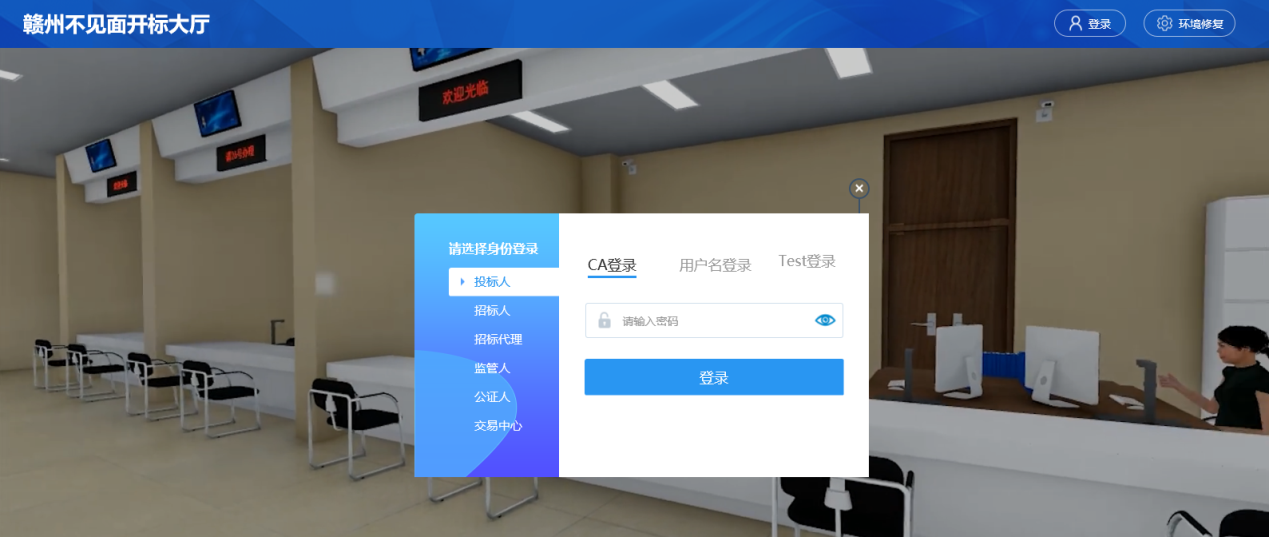 赣州不见面开标大厅
登录
环境修复
欢迎光临
请选择身份登录
投标人
招标人
招标代理
监管人
公证人
交易中心
CA登录
用户名登录
Test登录
请输入密码
登录